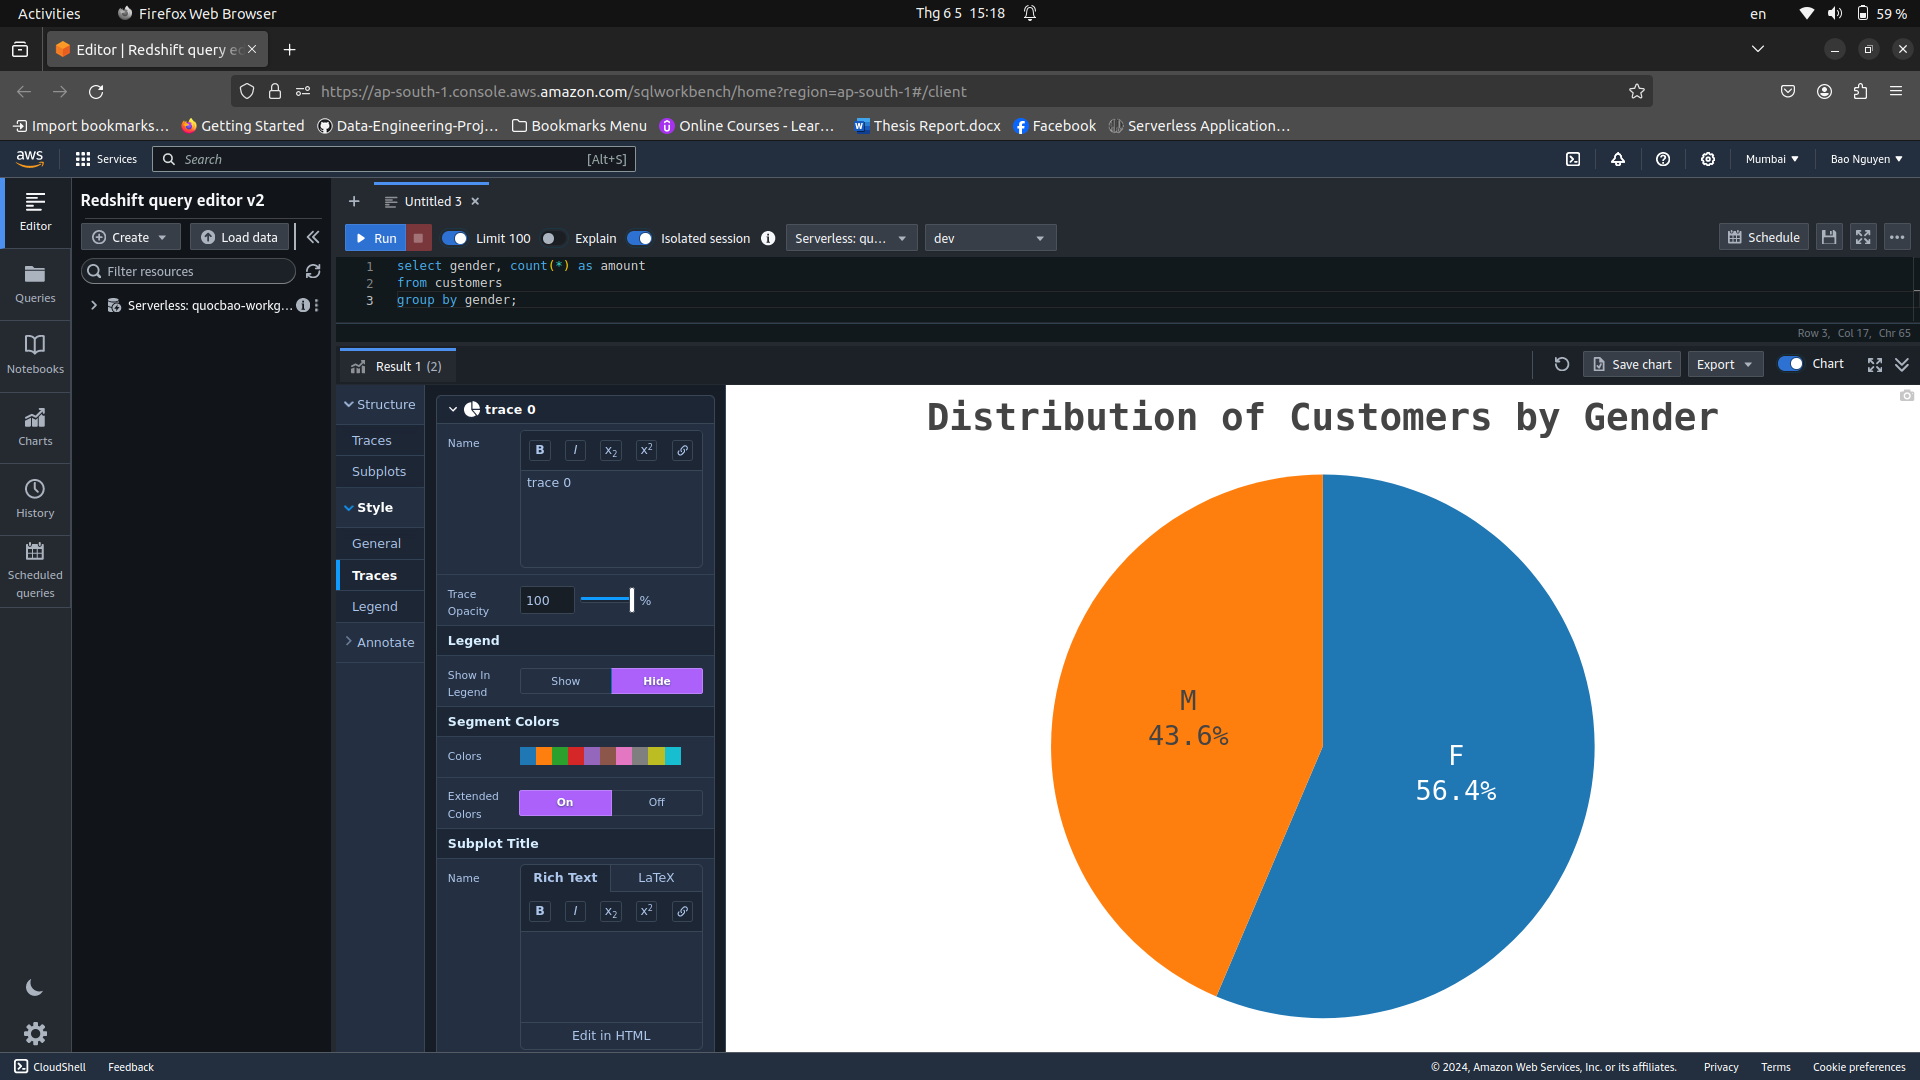 Activities
Firefox Web Browser
Thg 6 5 15:18
en
59 %
Editor | Redshift query ed
https://ap-south-1.console.aws.amazon.com/sqlworkbench/home?region=ap-south-1#/client
Import bookmarks…
Getting Started
Data-Engineering-Proj…
Bookmarks Menu
Online Courses - Lear…
Thesis Report.docx
Facebook
Serverless Application…
aws
Services
Search
[Alt+S]
Mumbai
Bao Nguyen
Editor
Queries
Notebooks
Charts
History
Scheduled
queries
Redshift query editor v2
Create
Load data
Filter resources
Serverless: quocbao-workg…
Untitled 3
Run
Limit 100
Explain
Isolated session
Serverless: qu…
dev
Schedule
1 select gender, count(*) as amount
2 from customers
3 group by gender;
Row 3, Col 17, Chr 65
Result 1 (2)
Save chart
Export
Chart
Structure
Traces
Subplots
Style
General
Traces
Legend
Annotate
trace 0
Name
B I x2 x2
trace 0
Trace
Opacity
100
%
Legend
Show In
Legend
Show
Hide
Segment Colors
Colors
Extended
Colors
On
Off
Subplot Title
Name
Rich Text
LaTeX
B I x2 x2
Edit in HTML
Distribution of Customers by Gender
M
43.6%
F
56.4%
CloudShell
Feedback
© 2024, Amazon Web Services, Inc. or its affiliates.
Privacy
Terms
Cookie preferences